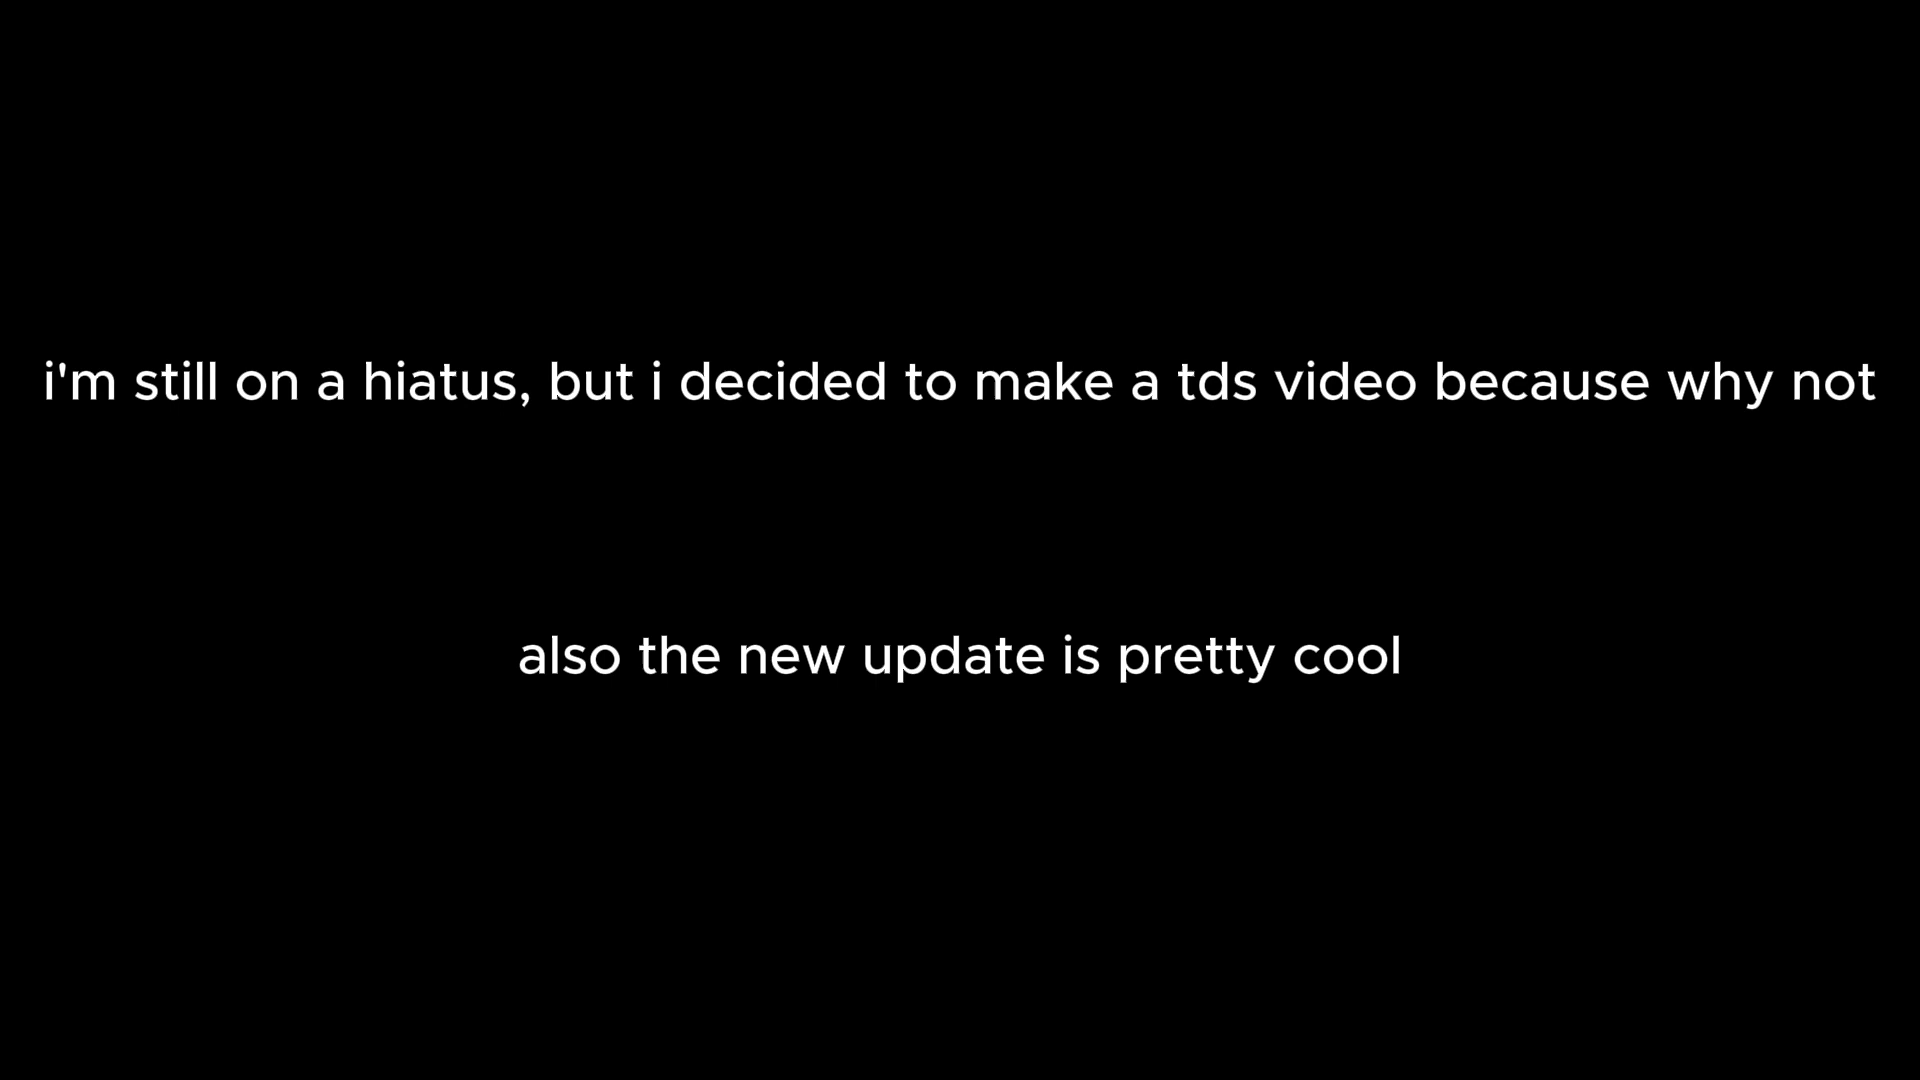 i'm still on a hiatus, but i decided to make a tds video because why not
also the new update is pretty cool